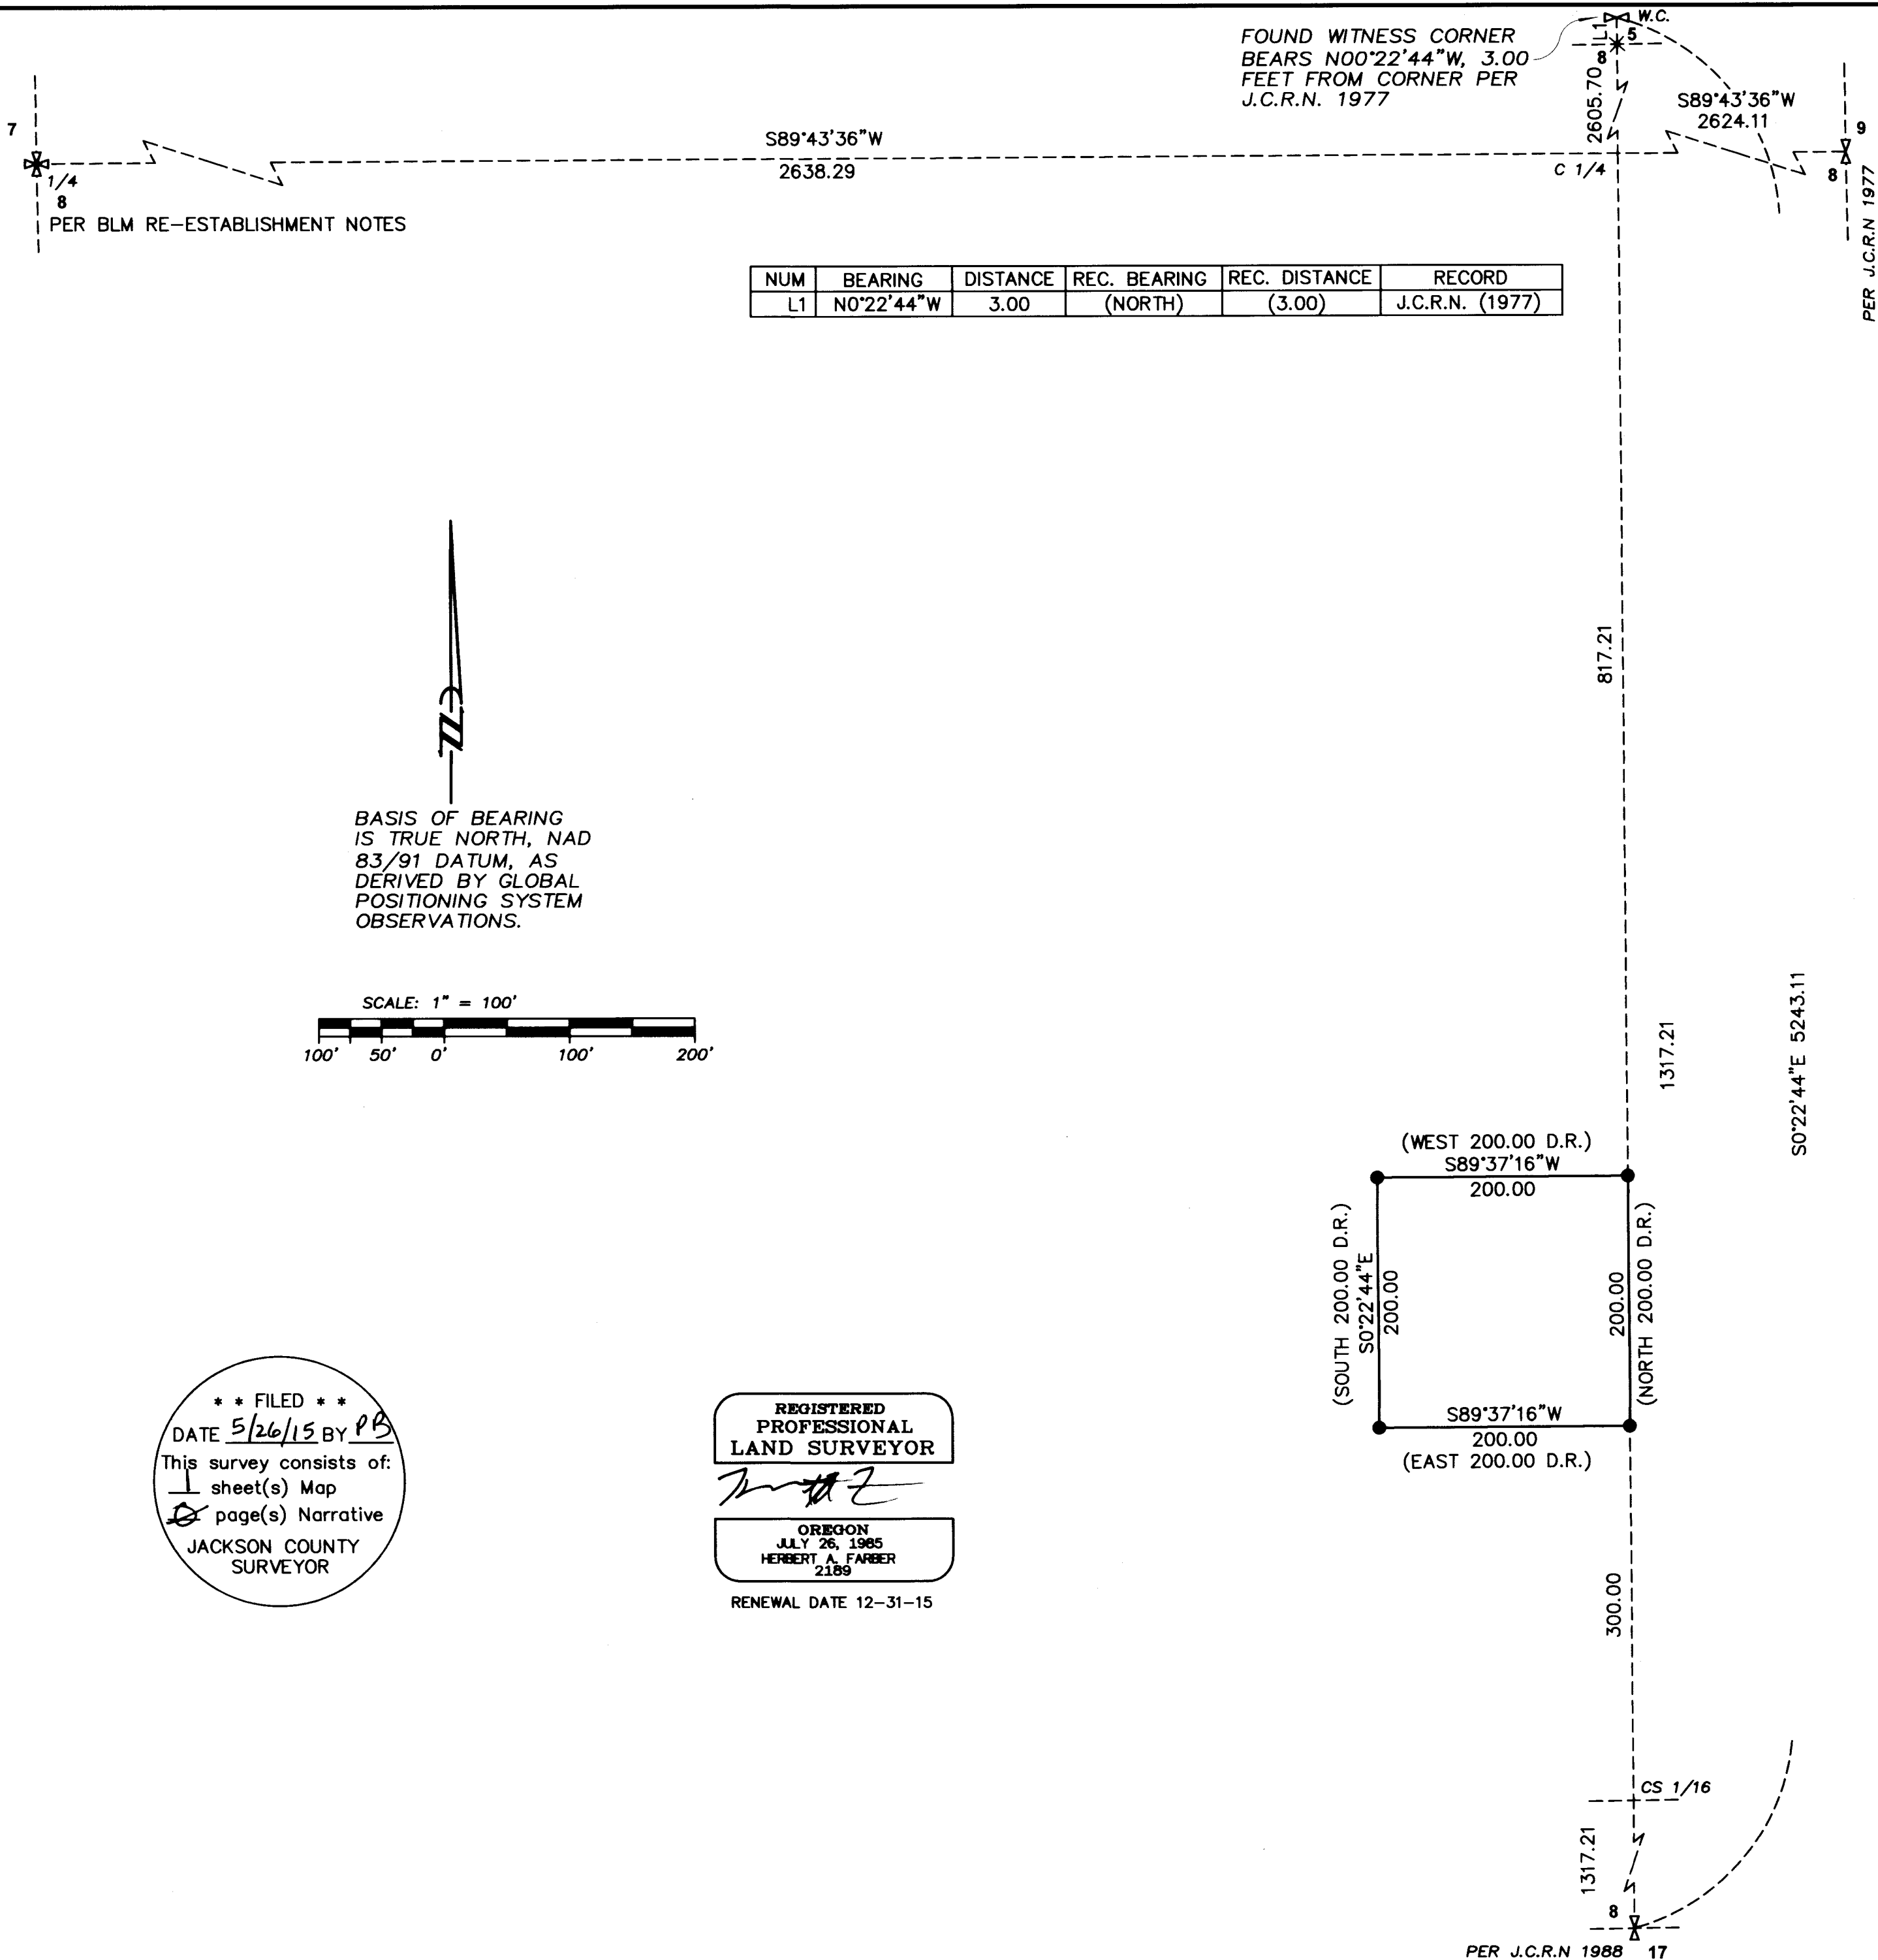 FOUND WITNESS CORNER
BEARS N00°22'44"W, 3.00
FEET FROM CORNER PER
J.C.R.N. 1977
W.C.
L1
5
8
2605.70
S89°43'36"W
2624.11
7
1/4
8
PER BLM RE-ESTABLISHMENT NOTES
S89°43'36"W
2638.29
C 1/4
9
8
PER J.C.R.N 1977
NUM BEARING DISTANCE REC. BEARING REC. DISTANCE RECORD
L1 N0°22'44"W 3.00 (NORTH) (3.00) J.C.R.N. (1977)
817.21
BASIS OF BEARING
IS TRUE NORTH, NAD
83/91 DATUM, AS
DERIVED BY GLOBAL
POSITIONING SYSTEM
OBSERVATIONS.
SCALE: 1" = 100'
100' 50' 0' 100' 200'
1317.21
S0°22'44"E 5243.11
(WEST 200.00 D.R.)
S89°37'16"W
200.00
(SOUTH 200.00 D.R.)
S0°22'44"E
200.00
200.00
(NORTH 200.00 D.R.)
S89°37'16"W
200.00
(EAST 200.00 D.R.)
* * FILED * *
DATE 5/26/15 BY PB
This survey consists of:
1 sheet(s) Map
0 page(s) Narrative
JACKSON COUNTY
SURVEYOR
REGISTERED
PROFESSIONAL
LAND SURVEYOR
OREGON
JULY 26, 1985
HERBERT A. FARBER
2189
RENEWAL DATE 12-31-15
300.00
CS 1/16
1317.21
8
PER J.C.R.N 1988 17